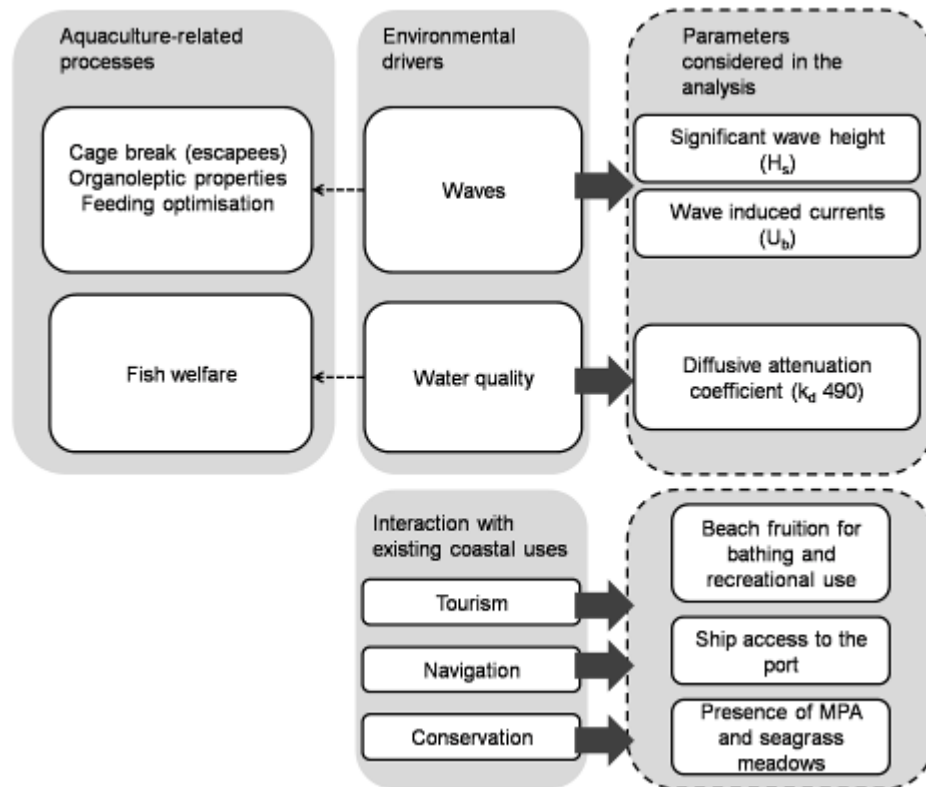 Aquaculture-related
processes
Cage break (escapees)
Organoleptic properties
Feeding optimisation
Fish welfare
Environmental
drivers
Waves
Water quality
Parameters
considered in the
analysis
Significant wave height
(Hs)
Wave induced currents
(Ub)
Diffusive attenuation
coefficient (kd 490)
Interaction with
existing coastal uses
Tourism
Navigation
Conservation
Beach fruition for
bathing and
recreational use
Ship access to the
port
Presence of MPA
and seagrass
meadows